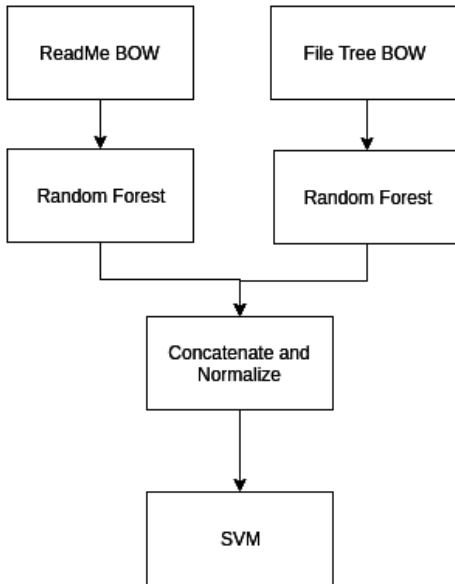 ReadMe BOW
File Tree BOW
Random Forest
Random Forest
Concatenate and
Normalize
SVM